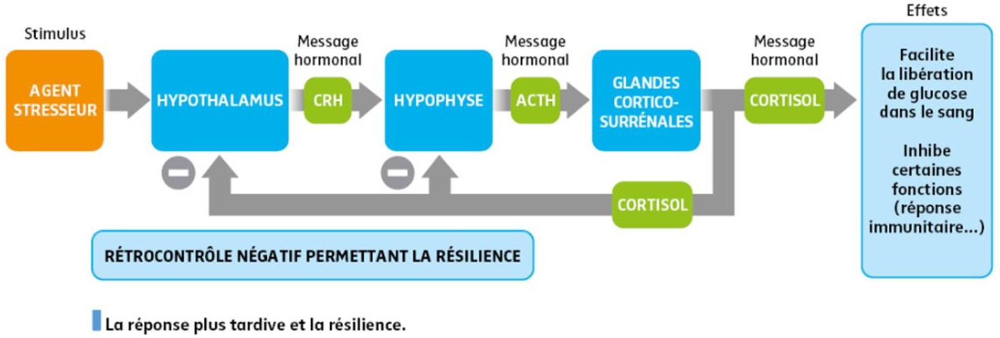 Stimulus
AGENT
STRESSEUR
HYPOTHALAMUS
Message
hormonal
CRH
HYPOPHYSE
Message
hormonal
ACTH
GLANDES
CORTICO-
SURRÉNALES
Message
hormonal
CORTISOL
Effets
Facilite
la libération
de glucose
dans le sang
Inhibe
certaines
fonctions
(réponse
immunitaire...)
CORTISOL
RÉTROCONTRÔLE NÉGATIF PERMETTANT LA RÉSILIENCE
La réponse plus tardive et la résilience.